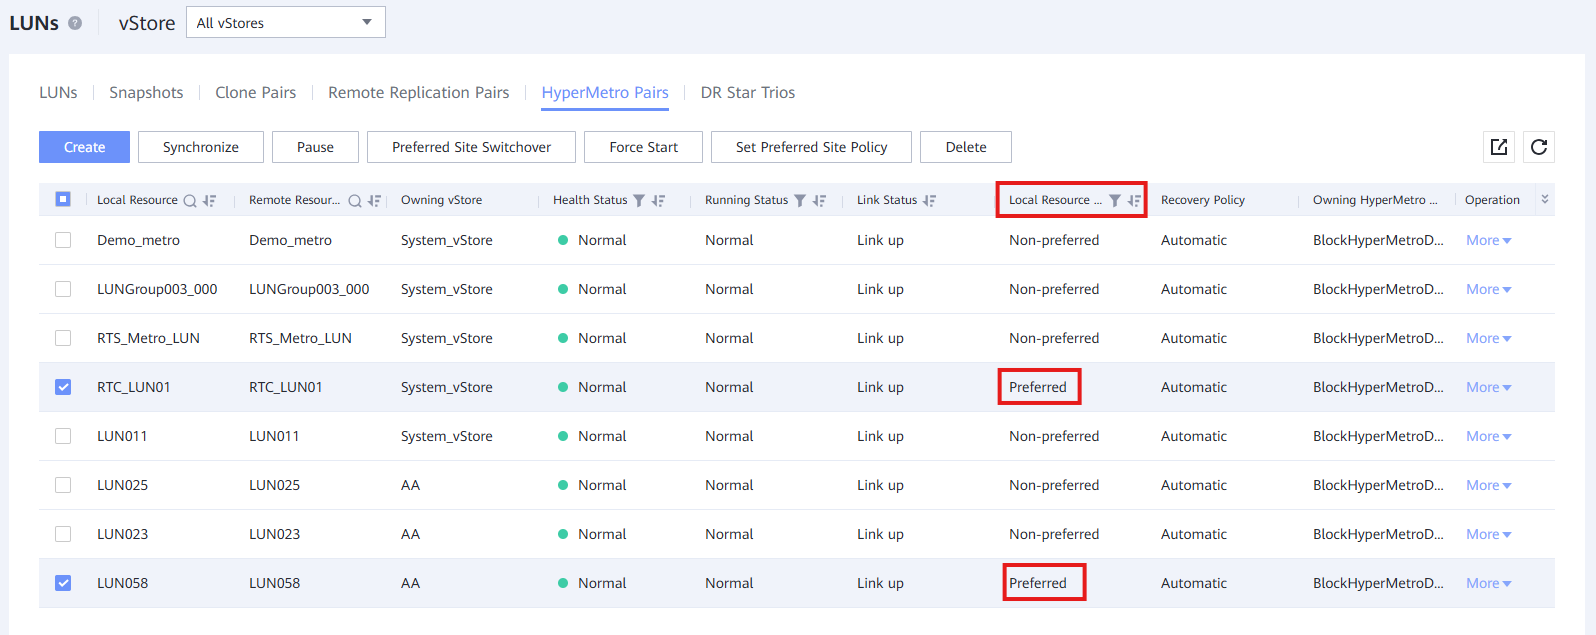 LUNs ? vStore All vStores
LUNs Snapshots Clone Pairs Remote Replication Pairs HyperMetro Pairs DR Star Trios
Create Synchronize Pause Preferred Site Switchover Force Start Set Preferred Site Policy Delete
Local Resource Remote Resour... Owning vStore Health Status Running Status Link Status Local Resource ... Recovery Policy Owning HyperMetro ... Operation
Demo_metro Demo_metro System_vStore Normal Normal Link up Non-preferred Automatic BlockHyperMetroD... More
LUNGroup003_000 LUNGroup003_000 System_vStore Normal Normal Link up Non-preferred Automatic BlockHyperMetroD... More
RTS_Metro_LUN RTS_Metro_LUN System_vStore Normal Normal Link up Non-preferred Automatic BlockHyperMetroD... More
RTC_LUN01 RTC_LUN01 System_vStore Normal Normal Link up Preferred Automatic BlockHyperMetroD... More
LUN011 LUN011 System_vStore Normal Normal Link up Non-preferred Automatic BlockHyperMetroD... More
LUN025 LUN025 AA Normal Normal Link up Non-preferred Automatic BlockHyperMetroD... More
LUN023 LUN023 AA Normal Normal Link up Non-preferred Automatic BlockHyperMetroD... More
LUN058 LUN058 AA Normal Normal Link up Preferred Automatic BlockHyperMetroD... More